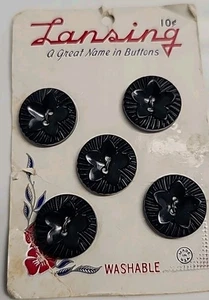 10¢
Lansing
A Great Name in Buttons
WASHABLE